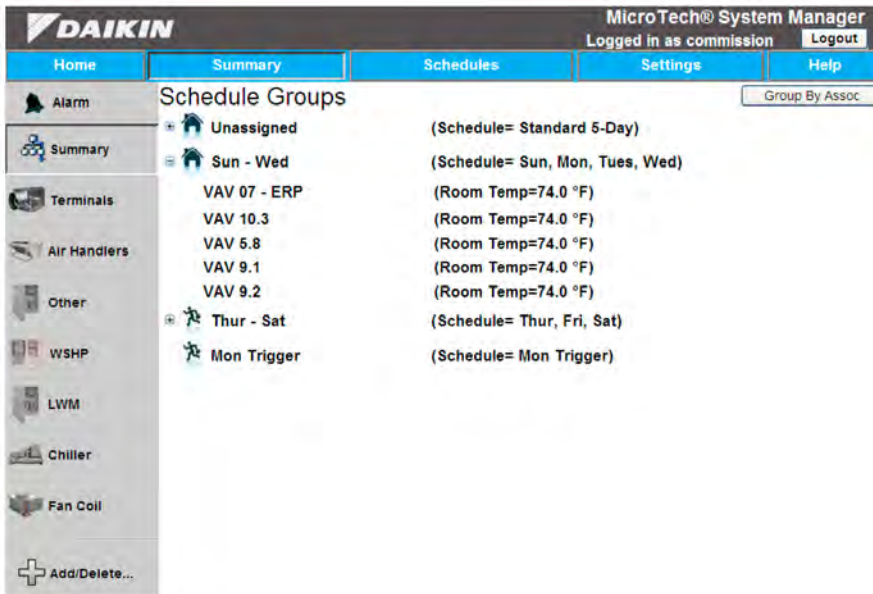 DAIKIN
MicroTech® System Manager
Logged in as commission Logout
Home Summary Schedules Settings Help
Alarm
Summary
Terminals
Air Handlers
Other
WSHP
LWM
Chiller
Fan Coil
Add/Delete...
Schedule Groups Group By Assoc
Unassigned (Schedule= Standard 5-Day)
Sun - Wed (Schedule= Sun, Mon, Tues, Wed)
VAV 07 - ERP (Room Temp=74.0 °F)
VAV 10.3 (Room Temp=74.0 °F)
VAV 5.8 (Room Temp=74.0 °F)
VAV 9.1 (Room Temp=74.0 °F)
VAV 9.2 (Room Temp=74.0 °F)
Thur - Sat (Schedule= Thur, Fri, Sat)
Mon Trigger (Schedule= Mon Trigger)